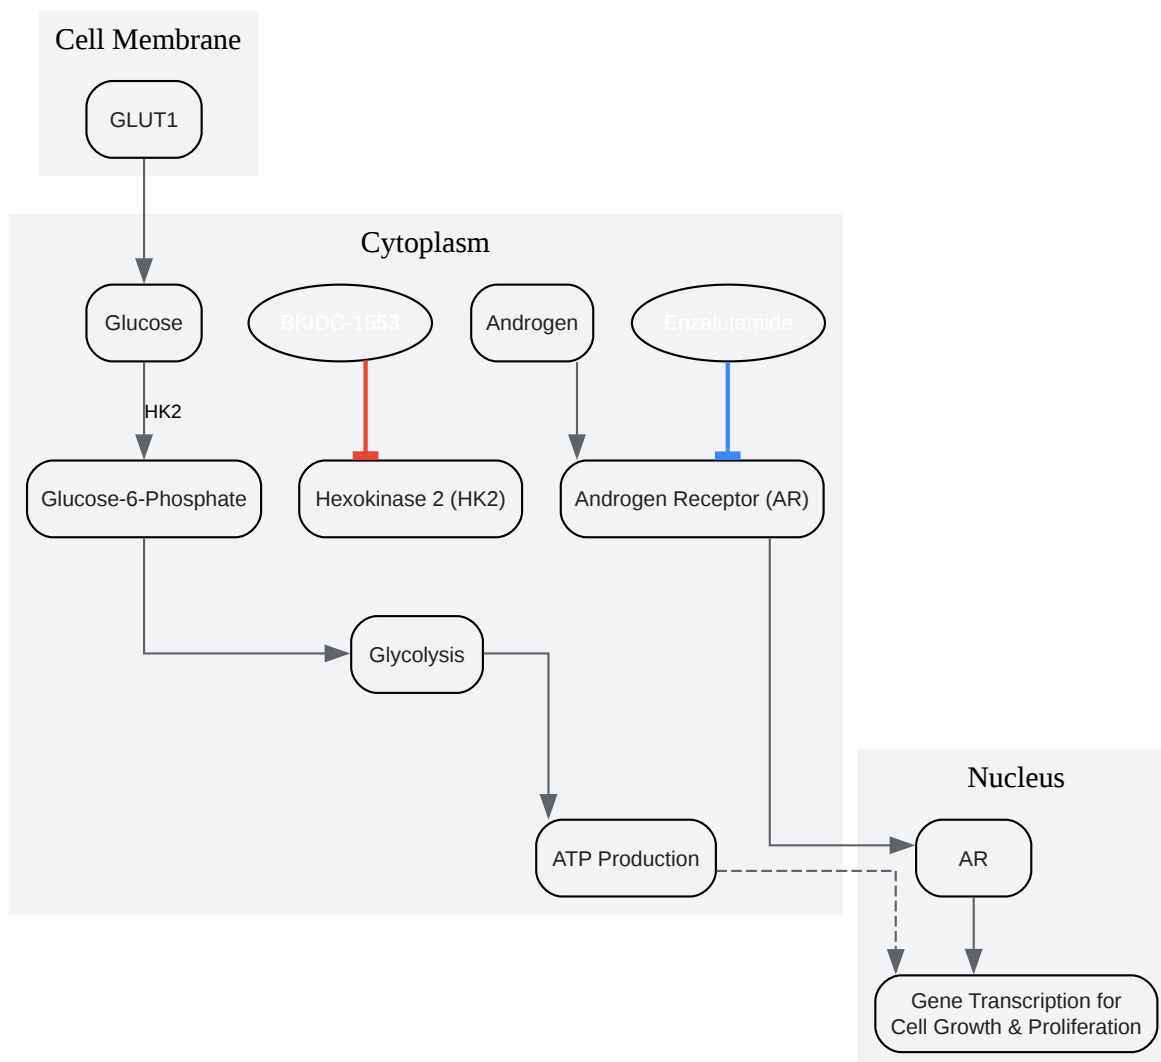 Cell Membrane
GLUT1
Cytoplasm
Glucose
BKIDC-1553
Androgen
Enzalutamide
HK2
Glucose-6-Phosphate
Hexokinase 2 (HK2)
Androgen Receptor (AR)
Glycolysis
Nucleus
ATP Production
AR
Gene Transcription for
Cell Growth & Proliferation